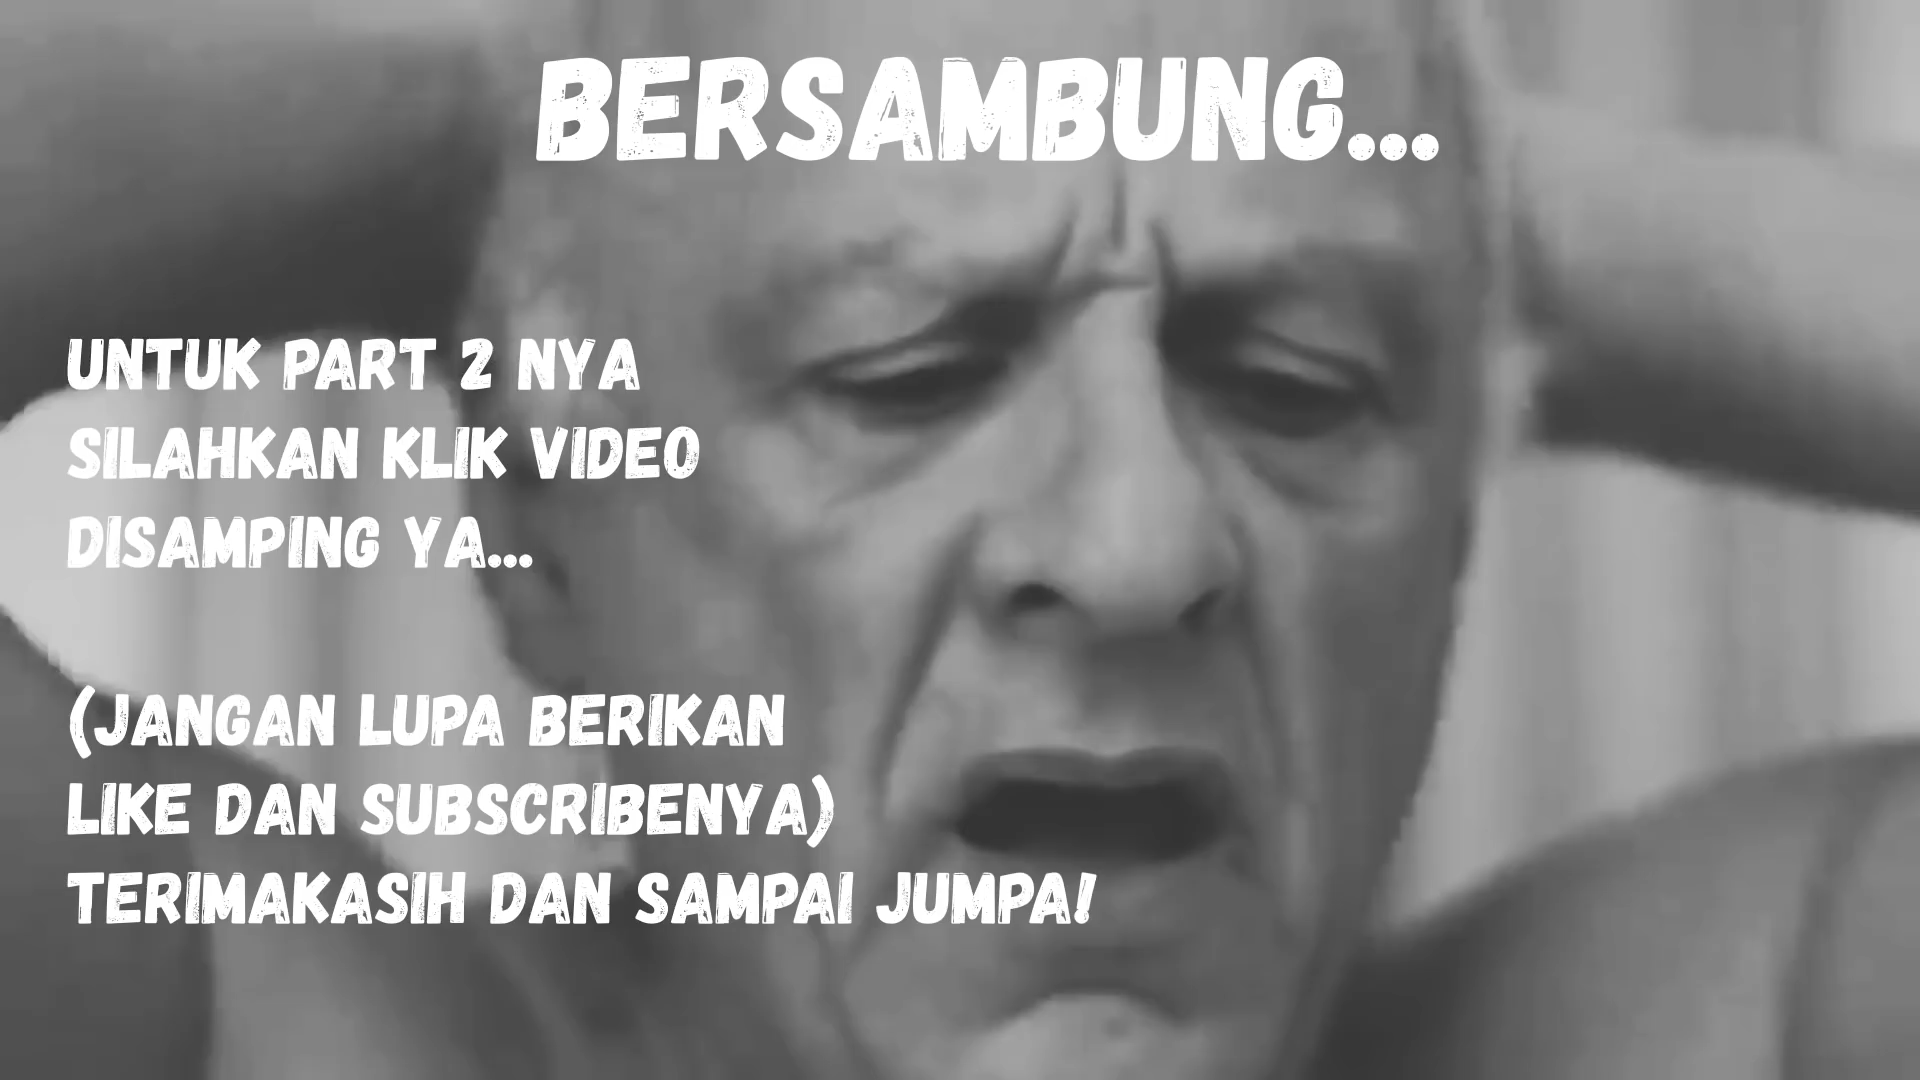 BERSAMBUNG...
UNTUK PART 2 NYA
SILAHKAN KLIK VIDEO
DISAMPING YA...
(JANGAN LUPA BERIKAN
LIKE DAN SUBSCRIBENYA)
TERIMAKASIH DAN SAMPAI JUMPA!